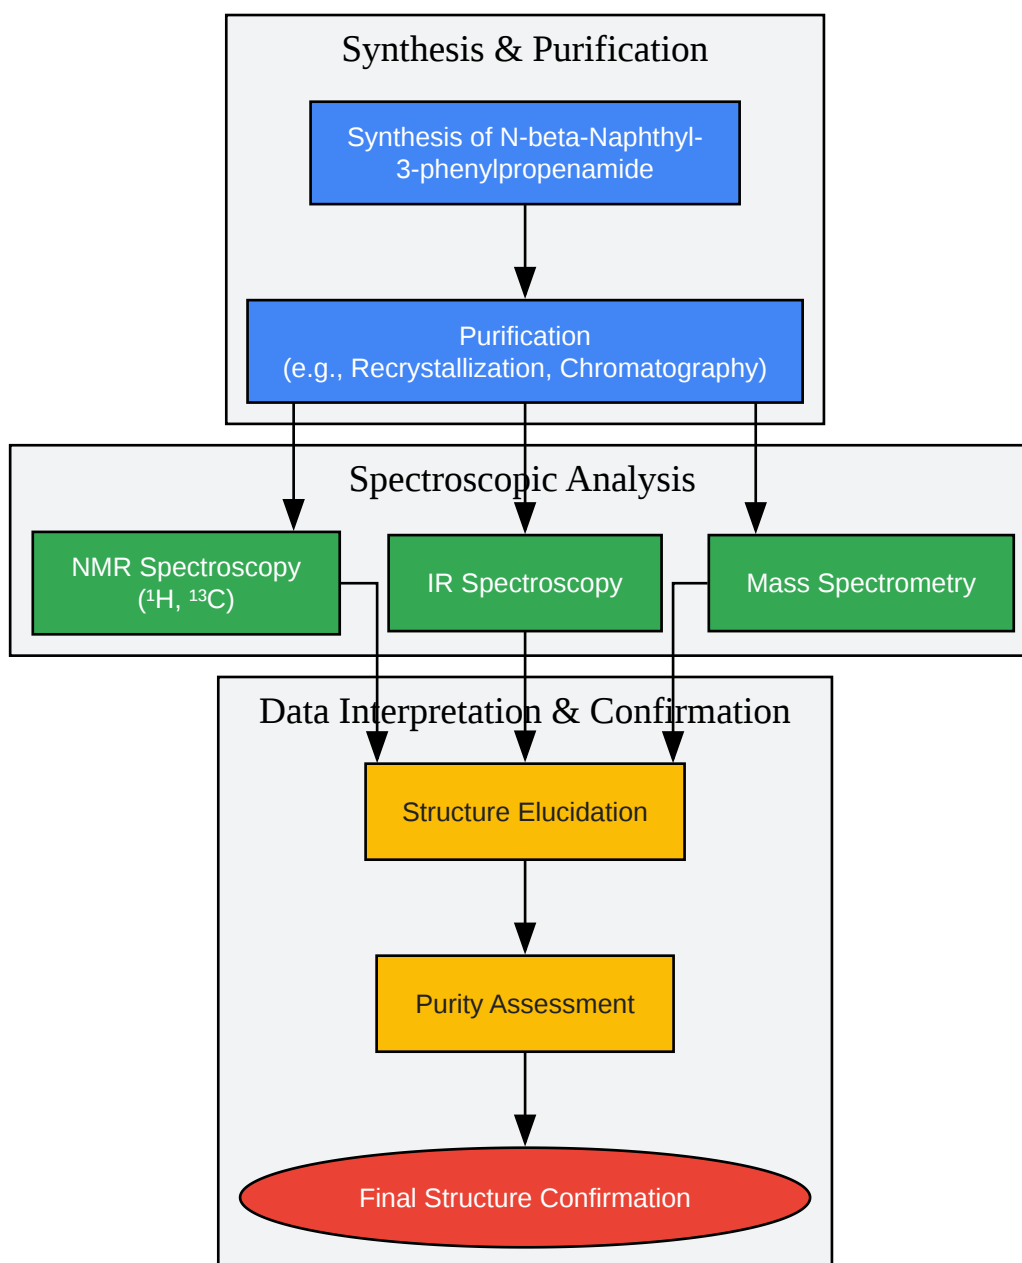 Synthesis & Purification
Synthesis of N-beta-Naphthyl-
3-phenylpropenamide
Purification
(e.g., Recrystallization, Chromatography)
Spectroscopic Analysis
NMR Spectroscopy
(¹H, ¹³C)
IR Spectroscopy
Mass Spectrometry
Data Interpretation & Confirmation
Structure Elucidation
Purity Assessment
Final Structure Confirmation